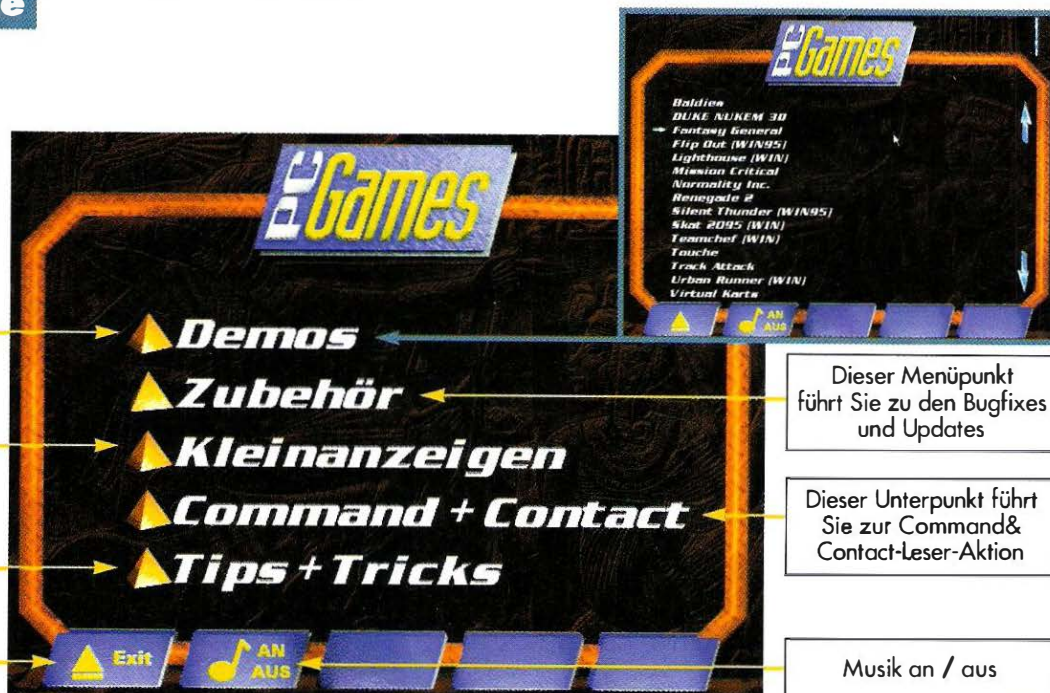 e
PC Games
Baldies
DUKE NUKEM 3D
Fantasy General
Flip Out (WIN95)
Lighthouse (WIN)
Mission Critical
Normality Inc.
Renegade 2
Silent Thunder (WIN95)
Skat 2095 (WIN)
Teamchef (WIN)
Touche
Track Attack
Urban Runner (WIN)
Virtual Karts
AN
AUS
PC Games
Demos
Zubehör
Kleinanzeigen
Command + Contact
Tips + Tricks
Exit
AN
AUS
Dieser Menüpunkt
führt Sie zu den Bugfixes
und Updates
Dieser Unterpunkt führt
Sie zur Command&
Contact-Leser-Aktion
Musik an / aus